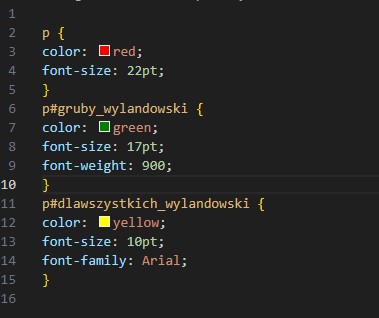 1
2 p {
3 color: red;
4 font-size: 22pt;
5 }
6 p#gruby_wylandowski {
7 color: green;
8 font-size: 17pt;
9 font-weight: 900;
10 }
11 p#dlawszystkich_wylandowski {
12 color: yellow;
13 font-size: 10pt;
14 font-family: Arial;
15 }
16